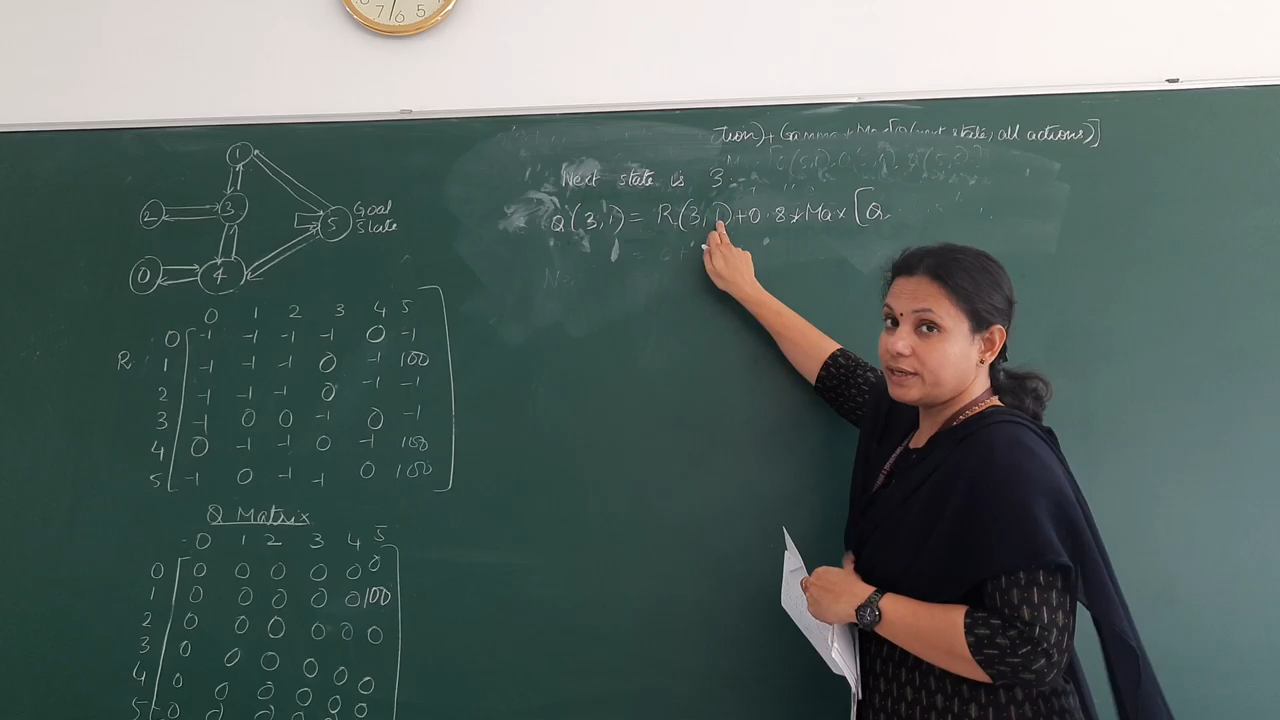 7 6 5
1
2
3
5
Goal
State
0
4
tion) + Gamma * Max[Q(next state, all actions)]
Next state is 3
Q(3,1) = R(3,1)+0.8*Max[Q
0 1 2 3 4 5
0 -1 -1 -1 -1 0 -1
R 1 -1 -1 -1 0 -1 100
2 -1 -1 -1 0 -1 -1
3 -1 0 0 -1 0 -1
4 0 -1 -1 0 -1 100
5 -1 0 -1 -1 0 100
Q Matrix
0 1 2 3 4 5
0 0 0 0 0 0 0
1 0 0 0 0 0 100
2 0 0 0 0 0 0
3 0 0 0 0 0 0
4 0 0 0 0 0 0
5 0